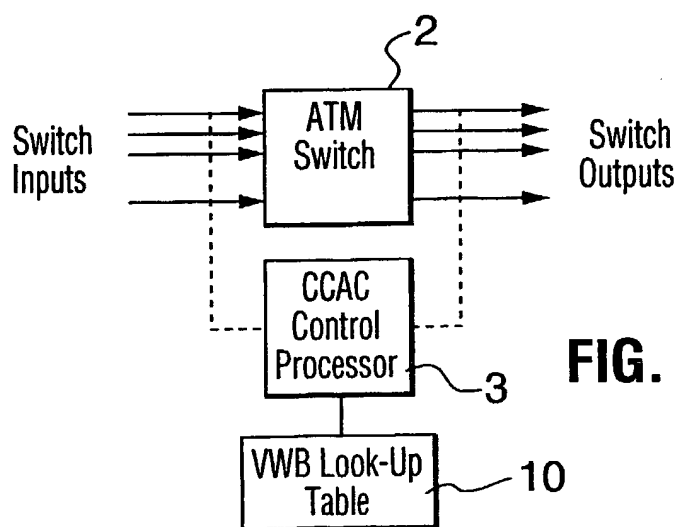 2
ATM
Switch
Switch
Inputs
Switch
Outputs
CCAC
Control
Processor
3
FIG.
VWB Look-Up
Table
10